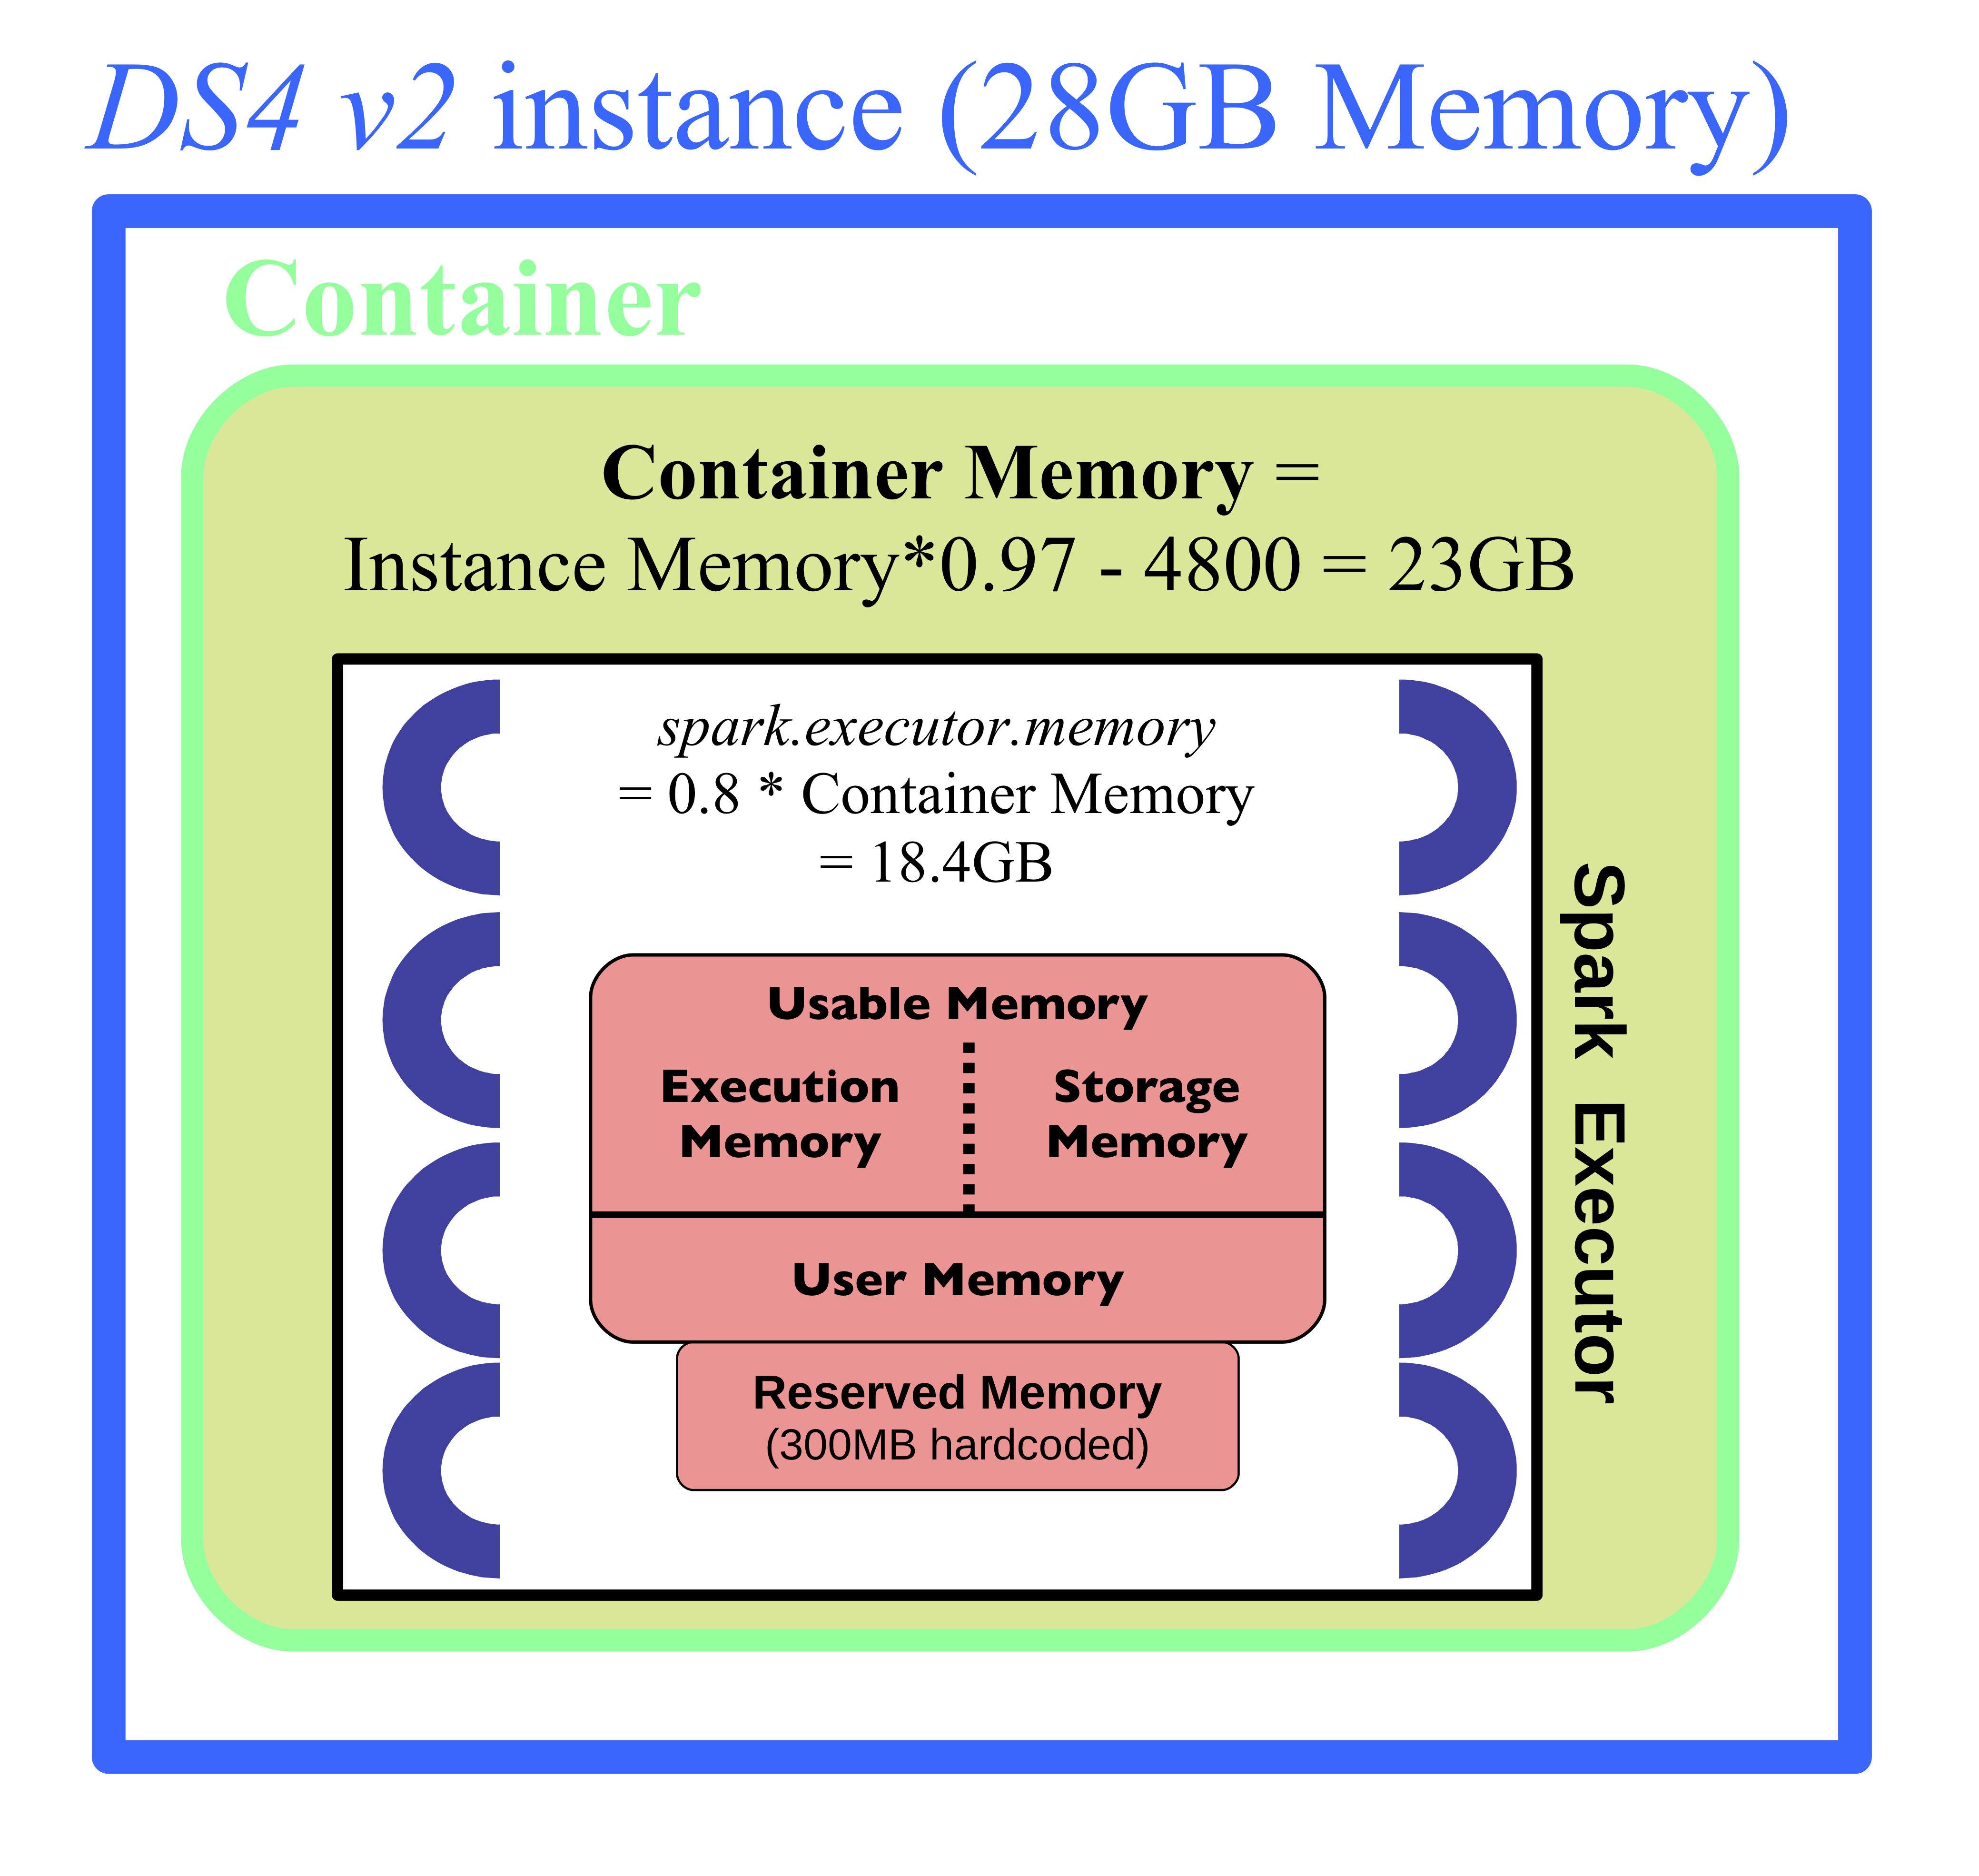 DS4 v2 instance (28GB Memory)
Container
Container Memory =
Instance Memory*0.97 - 4800 = 23GB
spark.executor.memory
= 0.8 * Container Memory
= 18.4GB
Usable Memory
Execution
Memory
Storage
Memory
User Memory
Reserved Memory
(300MB hardcoded)
Spark Executor